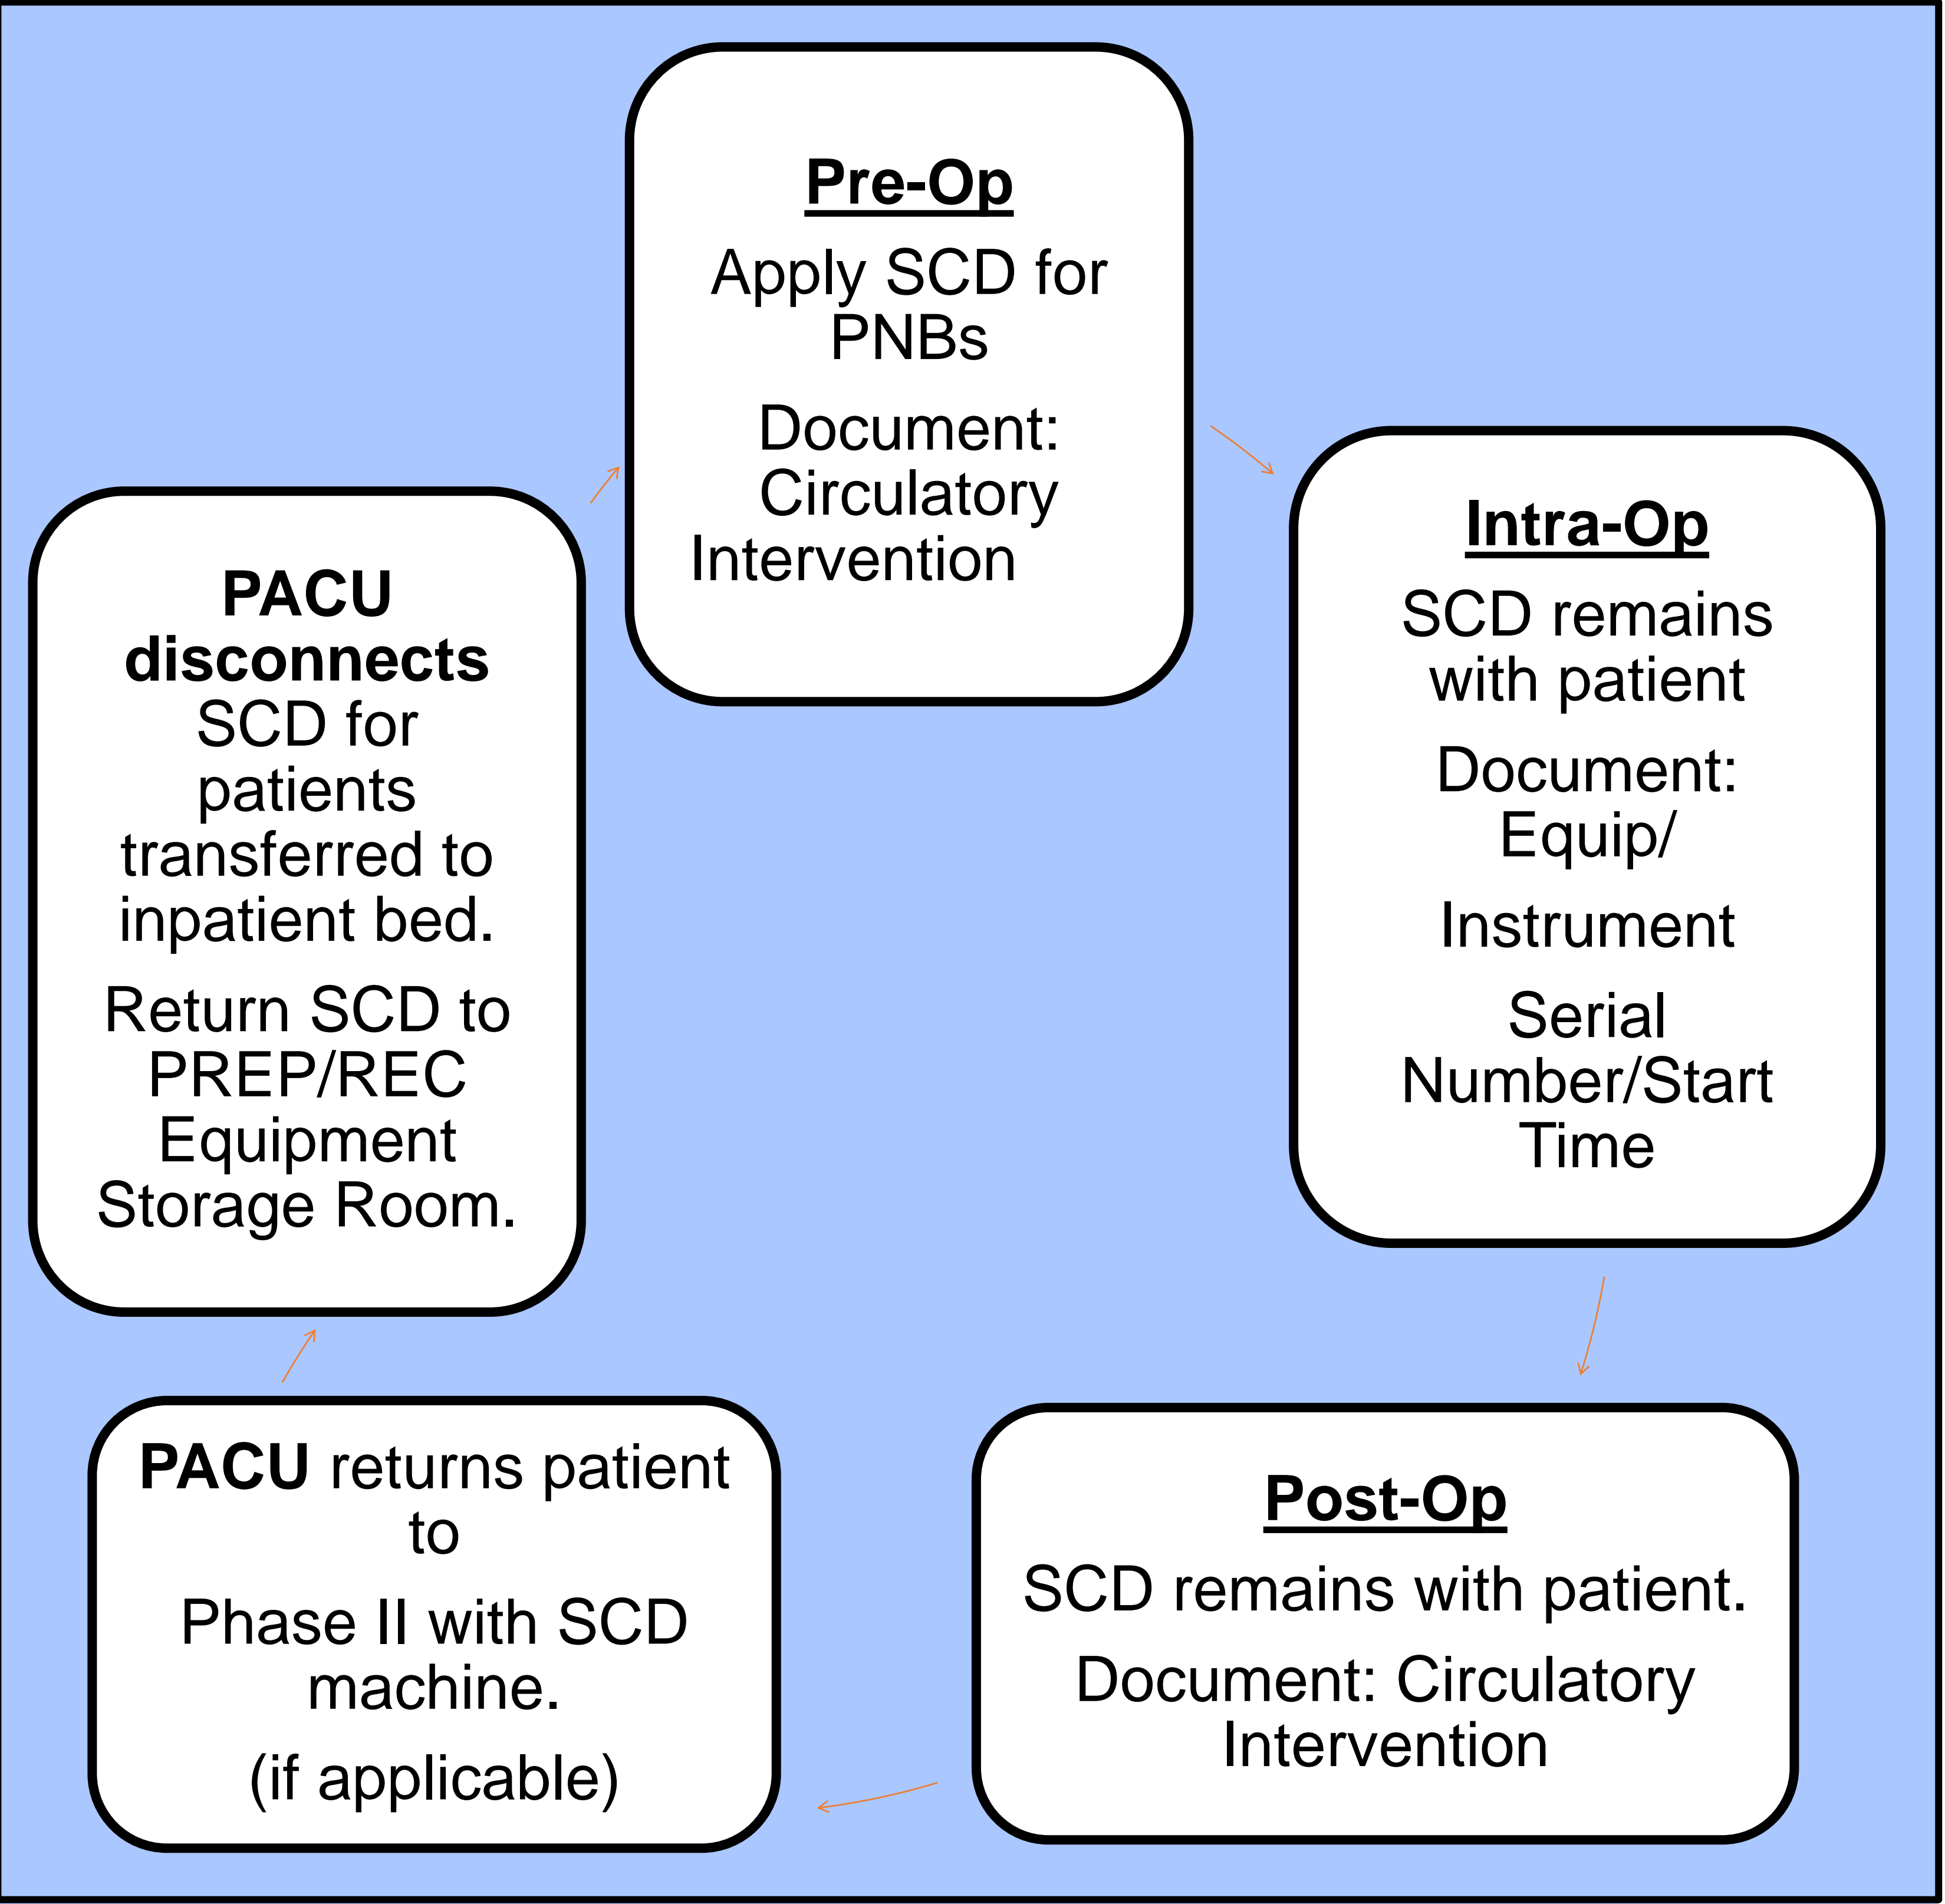 Pre-Op
Apply SCD for
PNBs
Document:
Circulatory
Intervention
Intra-Op
SCD remains
with patient
Document:
Equip/
Instrument
Serial
Number/Start
Time
Post-Op
SCD remains with patient.
Document: Circulatory
Intervention
PACU returns patient
to
Phase II with SCD
machine.
(if applicable)
PACU
disconnects
SCD for
patients
transferred to
inpatient bed.
Return SCD to
PREP/REC
Equipment
Storage Room.